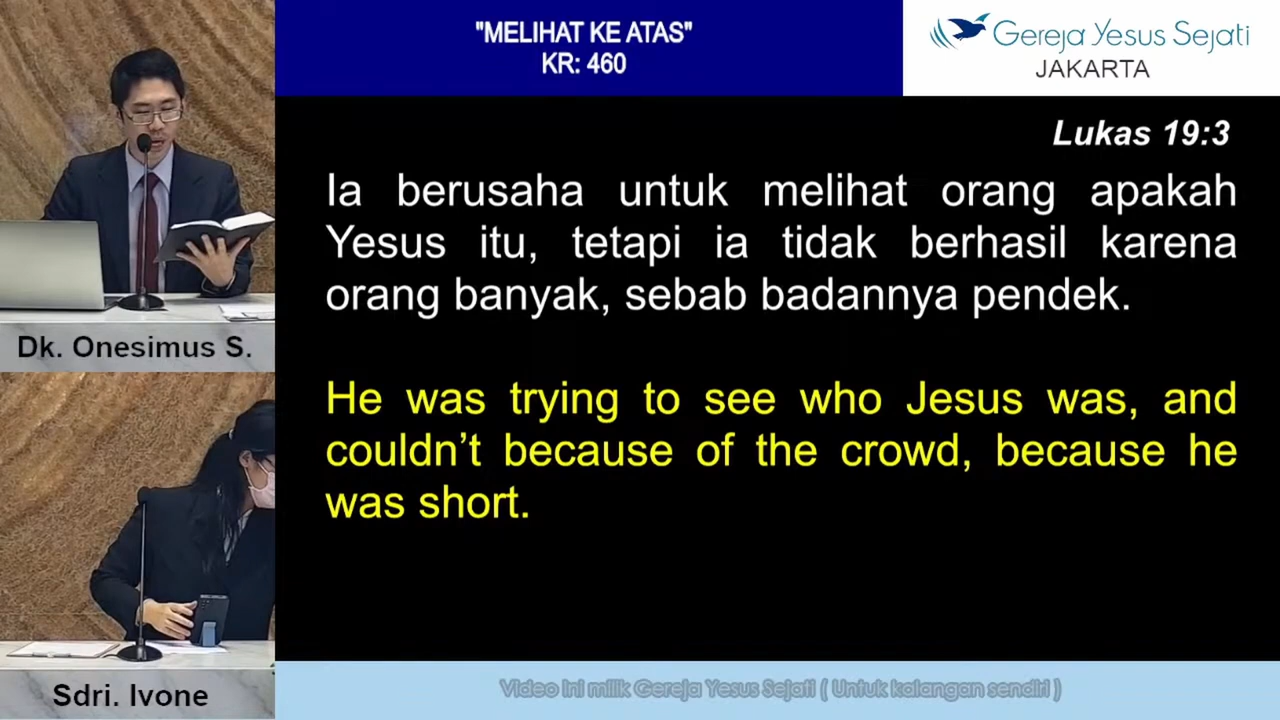 "MELIHAT KE ATAS"
KR: 460
Gereja Yesus Sejati
JAKARTA
Lukas 19:3
Ia berusaha untuk melihat orang apakah
Yesus itu, tetapi ia tidak berhasil karena
orang banyak, sebab badannya pendek.
He was trying to see who Jesus was, and
couldn’t because of the crowd, because he
was short.
Dk. Onesimus S.
Sdri. Ivone
Video Ini milik Gereja Yesus Sejati ( Untuk kalangan sendiri )